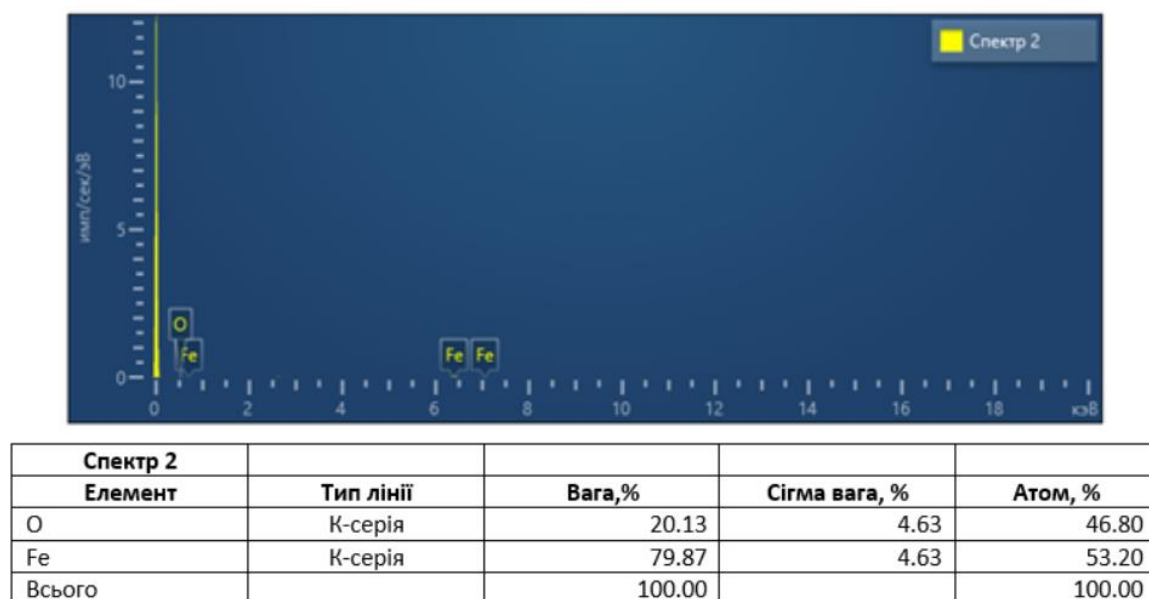 Спектр 2
10
имп/сек/эВ
5
O
Fe Fe Fe
0
0 2 4 6 8 10 12 14 16 18 кэВ
Спектр 2
Елемент Тип лінії Вага,% Сігма вага, % Атом, %
O К-серія 20.13 4.63 46.80
Fe К-серія 79.87 4.63 53.20
Всього 100.00 100.00